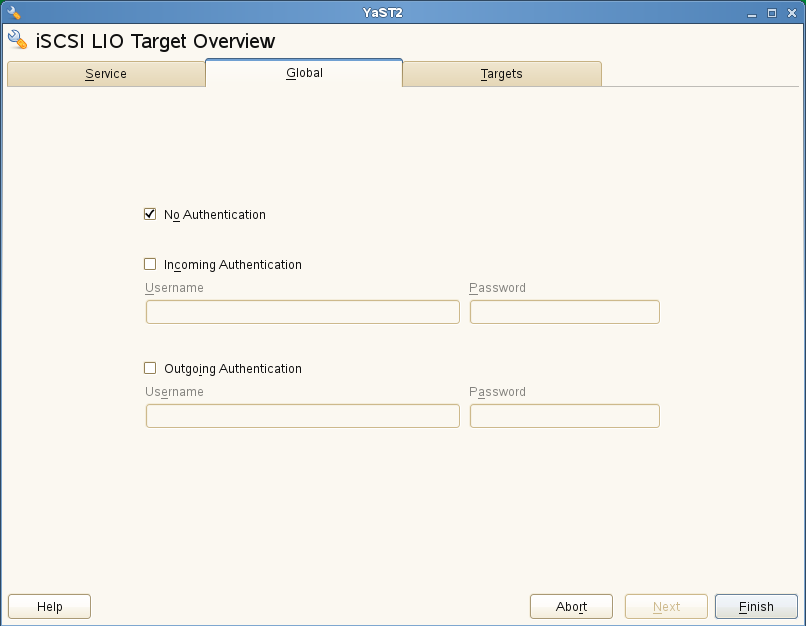 YaST2
iSCSI LIO Target Overview
Service Global Targets
No Authentication
Incoming Authentication
Username Password
Outgoing Authentication
Username Password
Help Abort Next Finish